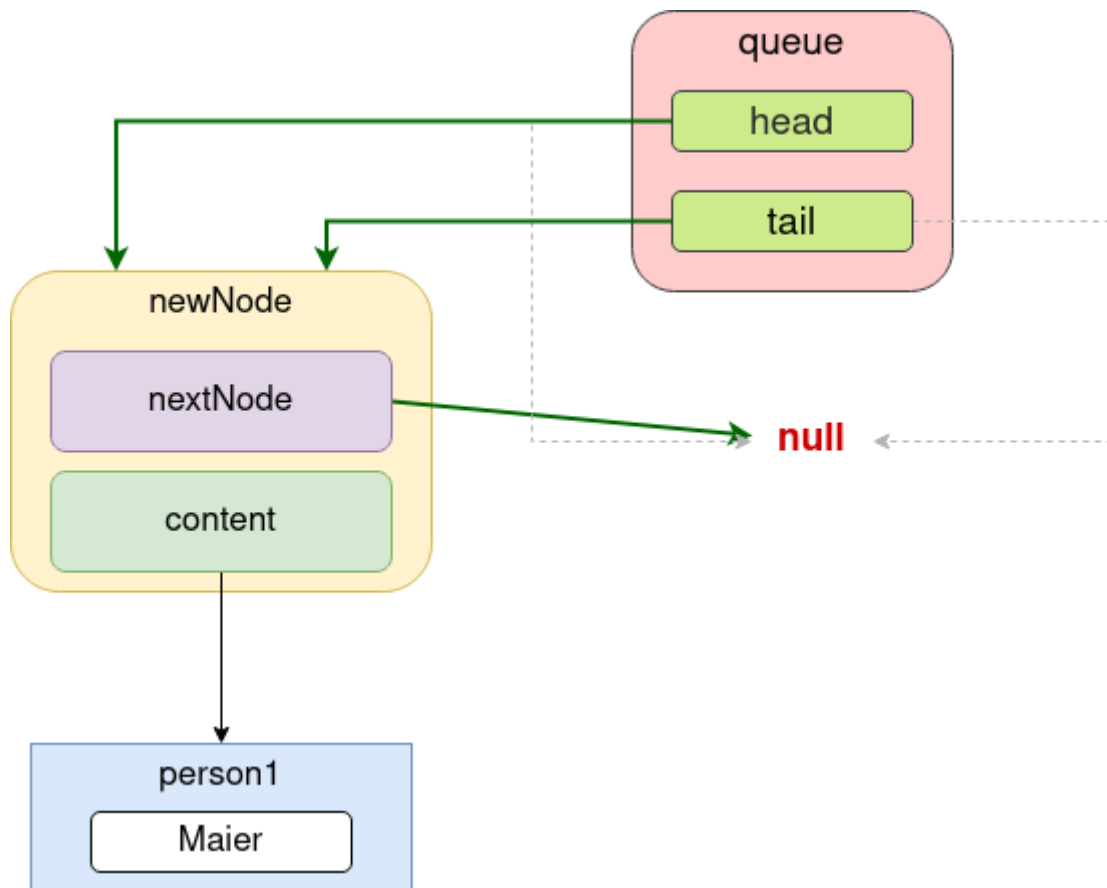 queue
head
tail
newNode
nextNode
null
content
person1
Maier